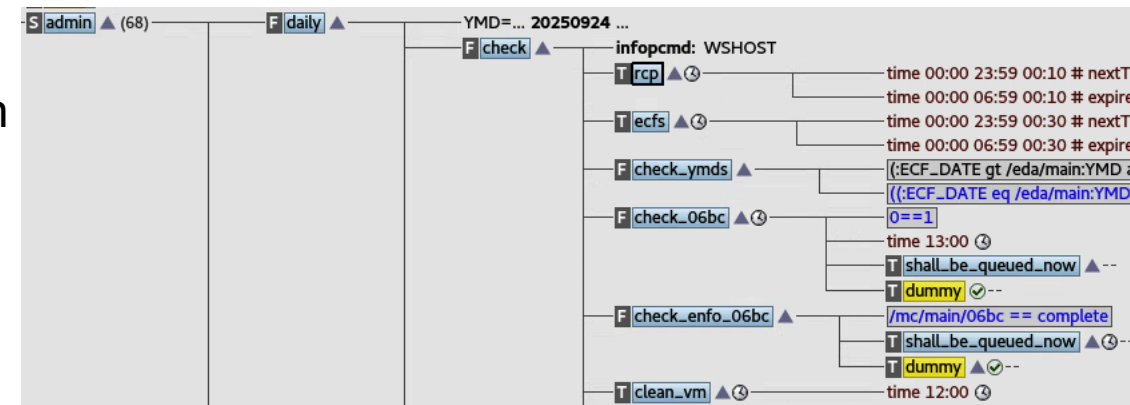 S admin (68) F daily YMD=... 20250924 ...
F check infopcmd: WSHOST
T rcp time 00:00 23:59 00:10 # nextT
time 00:00 06:59 00:10 # expire
T ecfs time 00:00 23:59 00:30 # nextT
time 00:00 06:59 00:30 # expire
F check_ymds (:ECF_DATE gt /eda/main:YMD a
((:ECF_DATE eq /eda/main:YMD
F check_06bc 0==1
time 13:00
T shall_be_queued_now --
T dummy --
F check_enfo_06bc /mc/main/06bc == complete
T shall_be_queued_now --
T dummy --
T clean_vm time 12:00